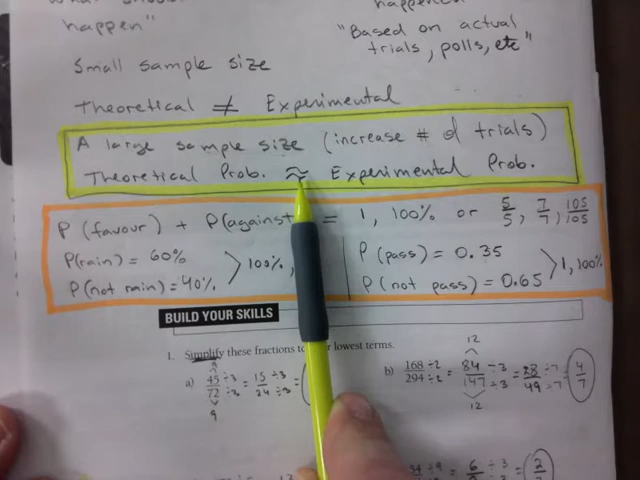 happen"
happened
"Based on actual
trials, polls, etc"
Small sample size
Theoretical ≠ Experimental
A large sample size (increase # of trials)
Theoretical Prob. ≈ Experimental Prob.
P(favour) + P(against = 1, 100% or 5/5, 7/7, 105/105
P(rain) = 60%
P(not rain) = 40% > 100%,
P(pass) = 0.35
P(not pass) = 0.65 > 1, 100%
BUILD YOUR SKILLS
1. Simplify these fractions to lowest terms.
a) 45/72 ÷3/÷3 = 15/24 ÷3/÷3 =
9
9
b) 168/294 ÷2/÷2 = 84/147 ÷3/÷3 = 28/49 ÷7/÷7 = 4/7
12
12
= 6 ÷3 = 2